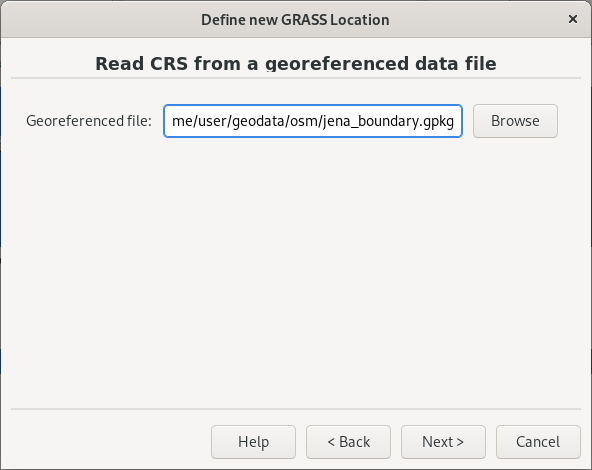 Define new GRASS Location
×
Read CRS from a georeferenced data file
Georeferenced file: me/user/geodata/osm/jena_boundary.gpkg Browse
Help < Back Next > Cancel